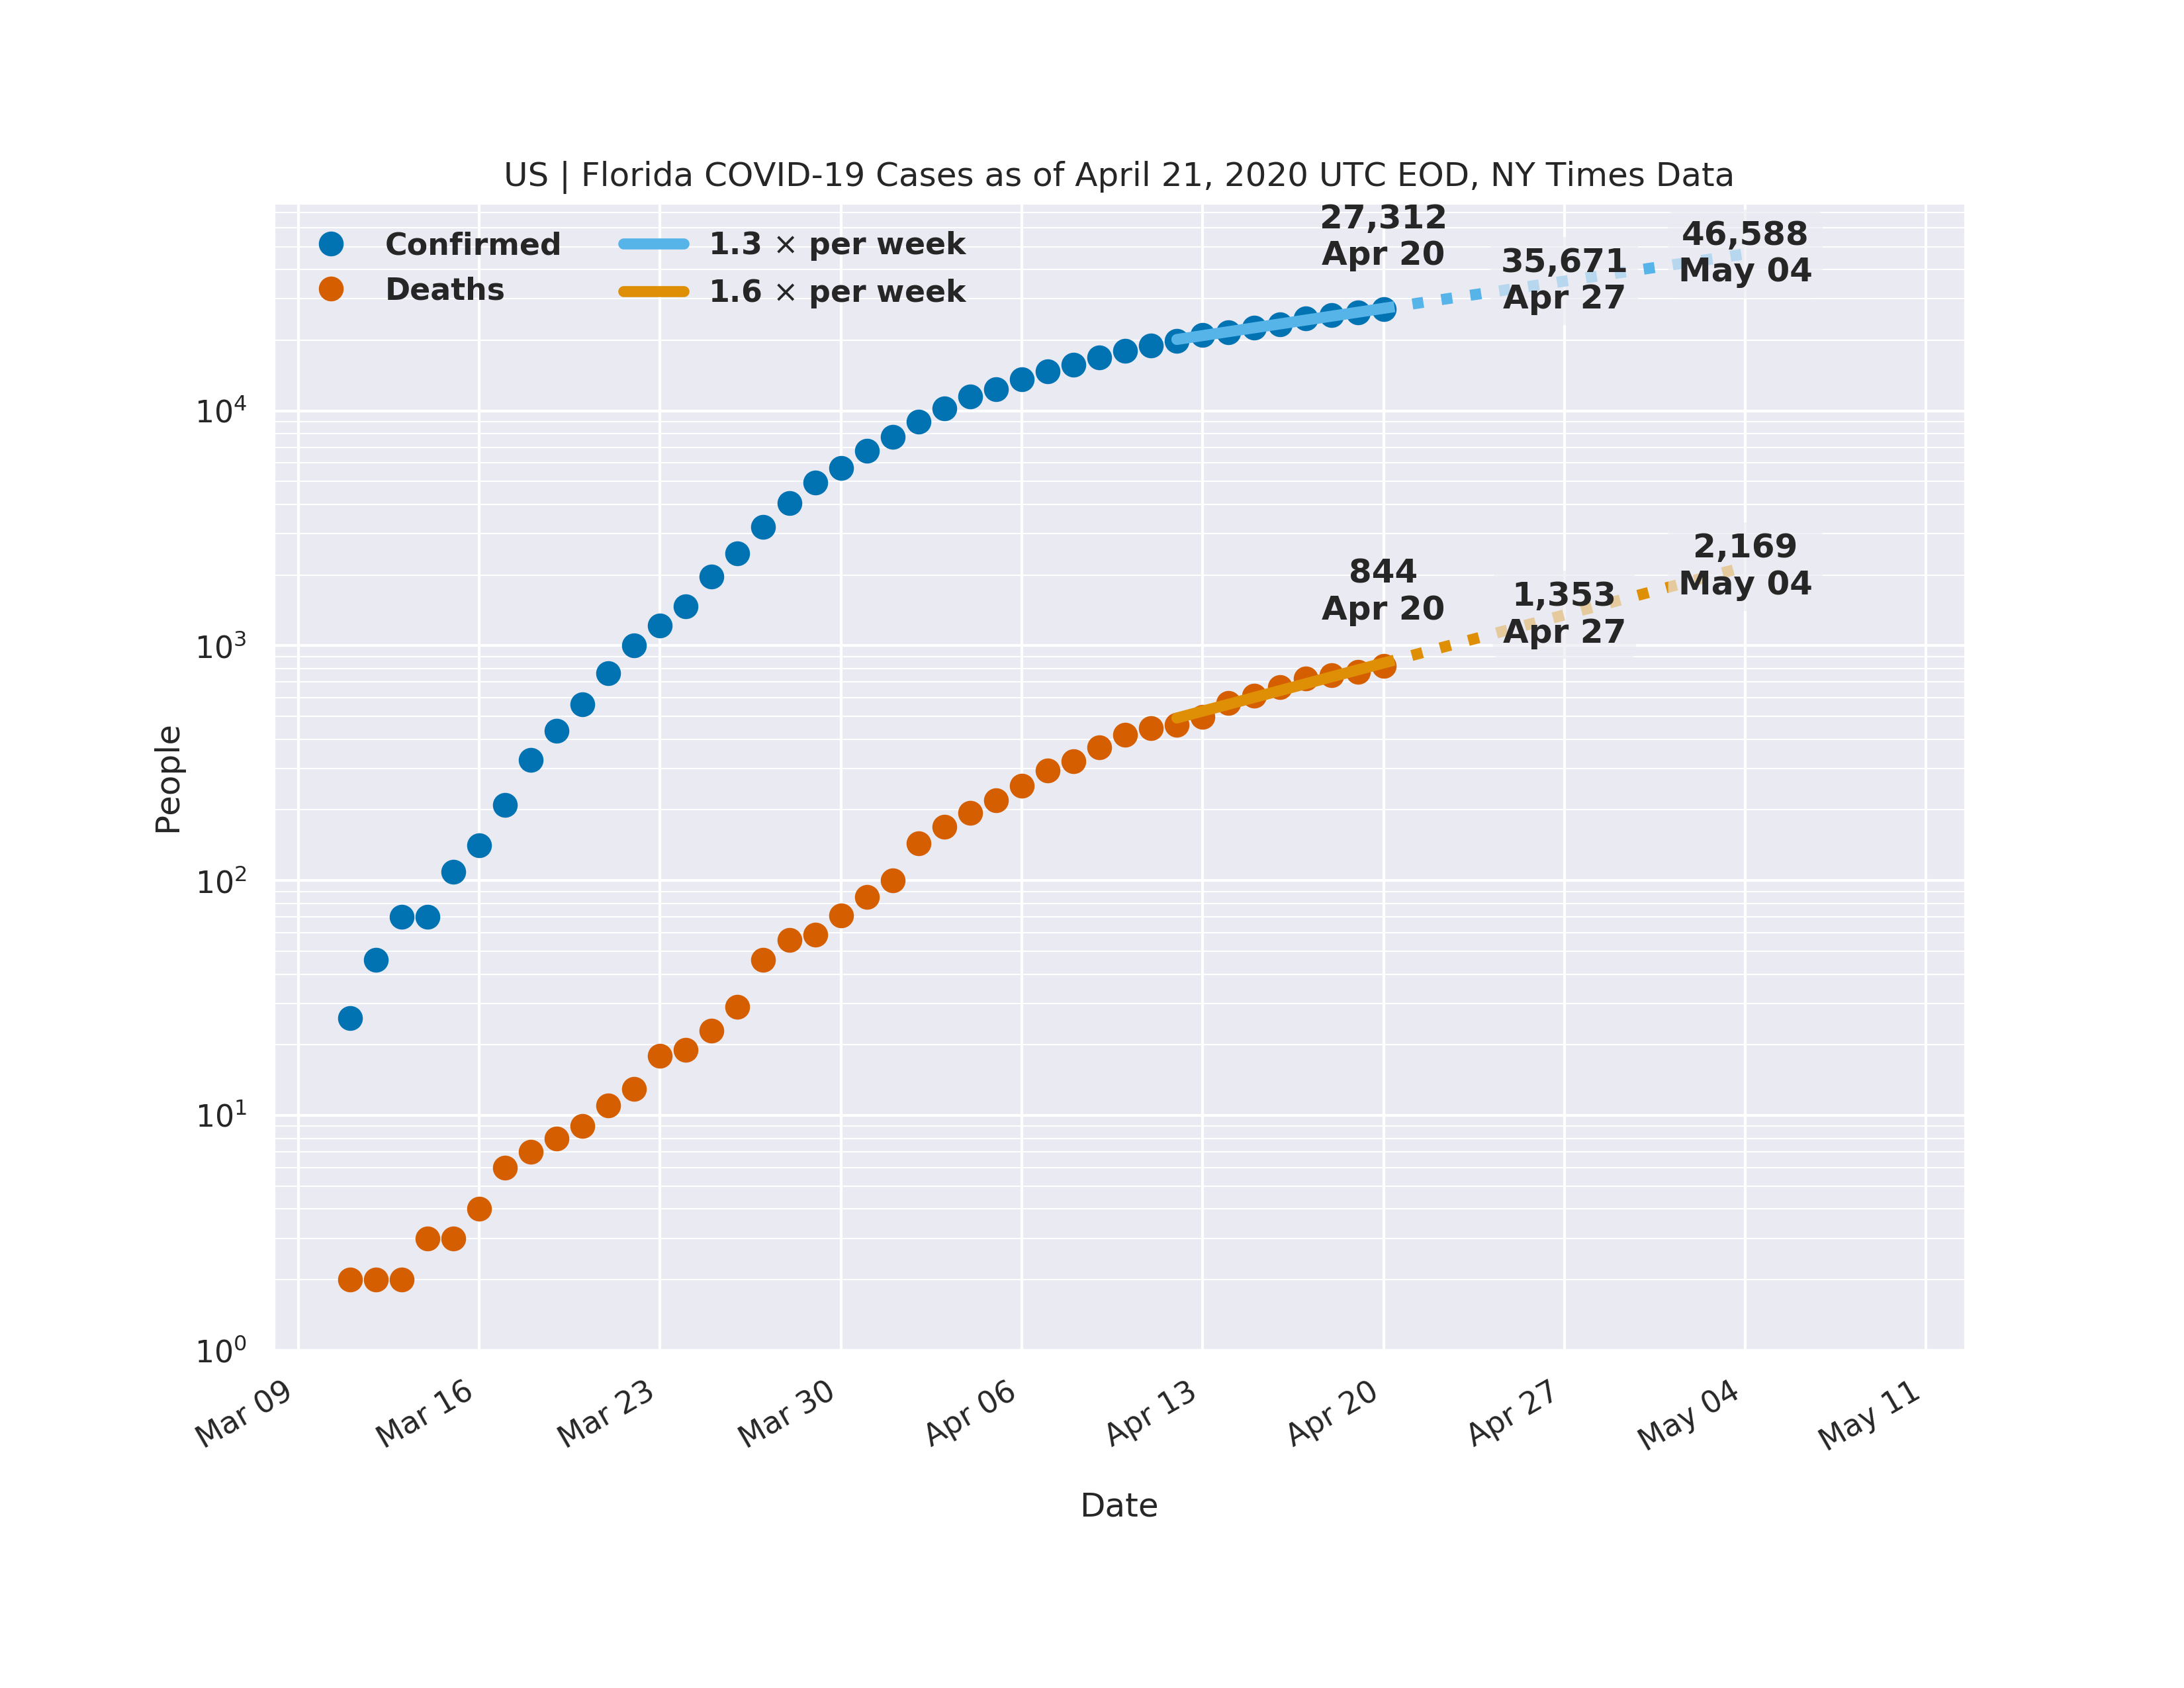 US | Florida COVID-19 Cases as of April 21, 2020 UTC EOD, NY Times Data
Confirmed
Deaths
1.3 × per week
1.6 × per week
27,312
Apr 20
35,671
Apr 27
46,588
May 04
844
Apr 20
1,353
Apr 27
2,169
May 04
People
10⁴
10³
10²
10¹
10⁰
Mar 09
Mar 16
Mar 23
Mar 30
Apr 06
Apr 13
Apr 20
Apr 27
May 04
May 11
Date